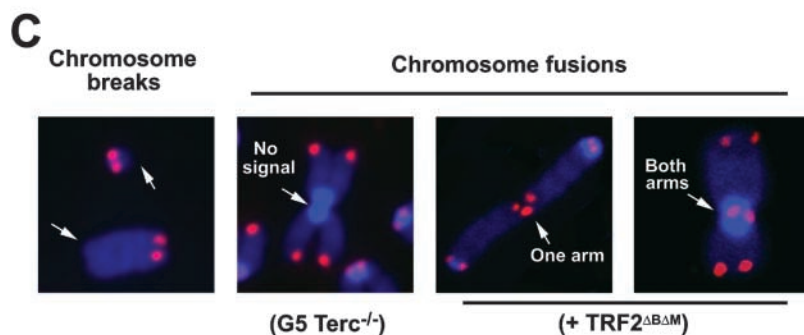 C
Chromosome
breaks
Chromosome fusions
No
signal
One arm
Both
arms
(G5 Terc-/-)
(+ TRF2ΔBΔM)